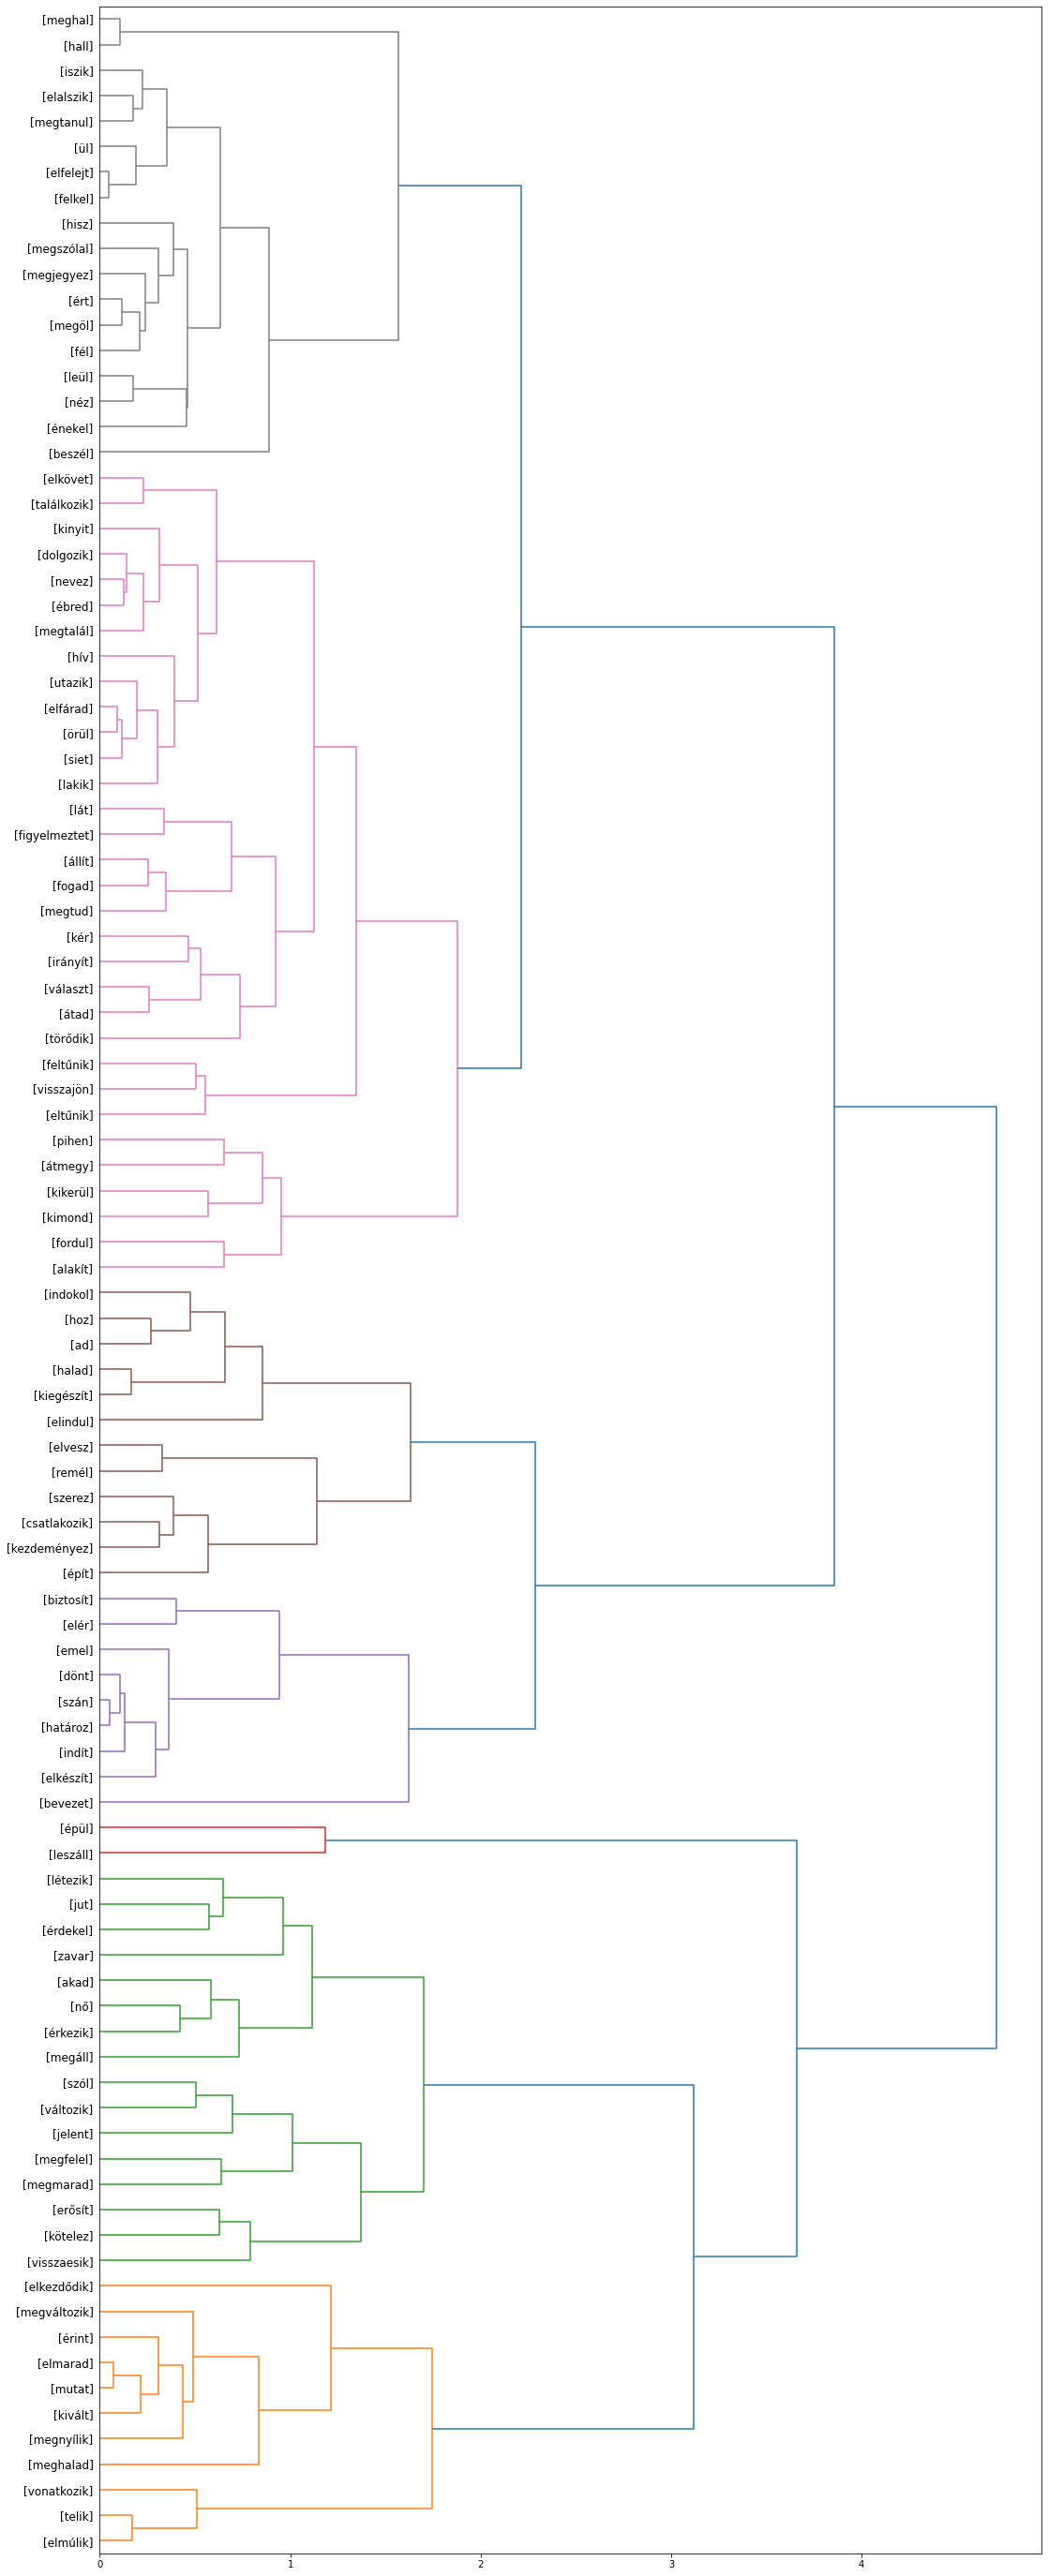 [meghal]
[hall]
[iszik]
[elalszik]
[megtanul]
[ül]
[elfelejt]
[felkel]
[hisz]
[megszólal]
[megjegyez]
[ért]
[megöl]
[fél]
[leül]
[néz]
[énekel]
[beszél]
[elkövet]
[találkozik]
[kinyit]
[dolgozik]
[nevez]
[ébred]
[megtalál]
[hív]
[utazik]
[elfárad]
[örül]
[siet]
[lakik]
[lát]
[figyelmeztet]
[állít]
[fogad]
[megtud]
[kér]
[irányít]
[választ]
[átad]
[törődik]
[feltűnik]
[visszajön]
[eltűnik]
[pihen]
[átmegy]
[kikerül]
[kimond]
[fordul]
[alakít]
[indokol]
[hoz]
[ad]
[halad]
[kiegészít]
[elindul]
[elvesz]
[remél]
[szerez]
[csatlakozik]
[kezdeményez]
[épít]
[biztosít]
[elér]
[emel]
[dönt]
[szán]
[határoz]
[indít]
[elkészít]
[bevezet]
[épül]
[leszáll]
[létezik]
[jut]
[érdekel]
[zavar]
[akad]
[nő]
[érkezik]
[megáll]
[szól]
[változik]
[jelent]
[megfelel]
[megmarad]
[erősít]
[kötelez]
[visszaesik]
[elkezdődik]
[megváltozik]
[érint]
[elmarad]
[mutat]
[kivált]
[megnyílik]
[meghalad]
[vonatkozik]
[telik]
[elmúlik]
0 1 2 3 4